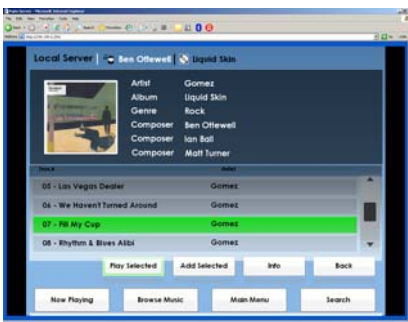 Local Server | Ben Ottewell | Liquid Skin
Artist Gomez
Album Liquid Skin
Genre Rock
Composer Ben Ottewell
Composer Ian Ball
Composer Matt Turner
Track Artist
05 - Las Vegas Dealer Gomez
06 - We Haven't Turned Around Gomez
07 - Fill My Cup Gomez
08 - Rhythm & Blues Alibi Gomez
Play Selected Add Selected Info Back
Now Playing Browse Music Main Menu Search